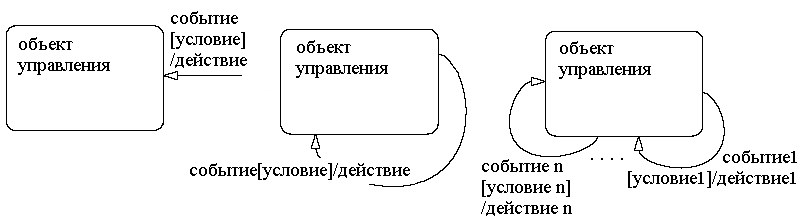 событие
[условие]
/действие
объект
управления
объект
управления
событие[условие]/действие
объект
управления
событие n
[условие n]
/действие n
. . . .
событие1
[условие1]/действие1